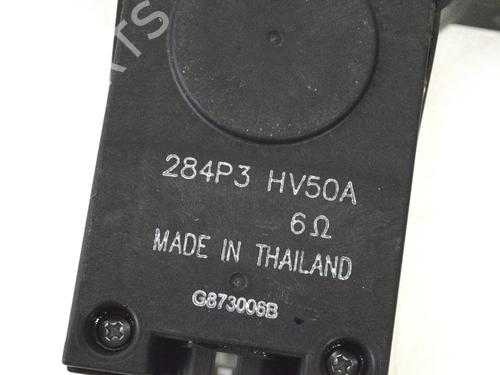 284P3 HV50A
6Ω
MADE IN THAILAND
G873006B